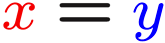 x = y